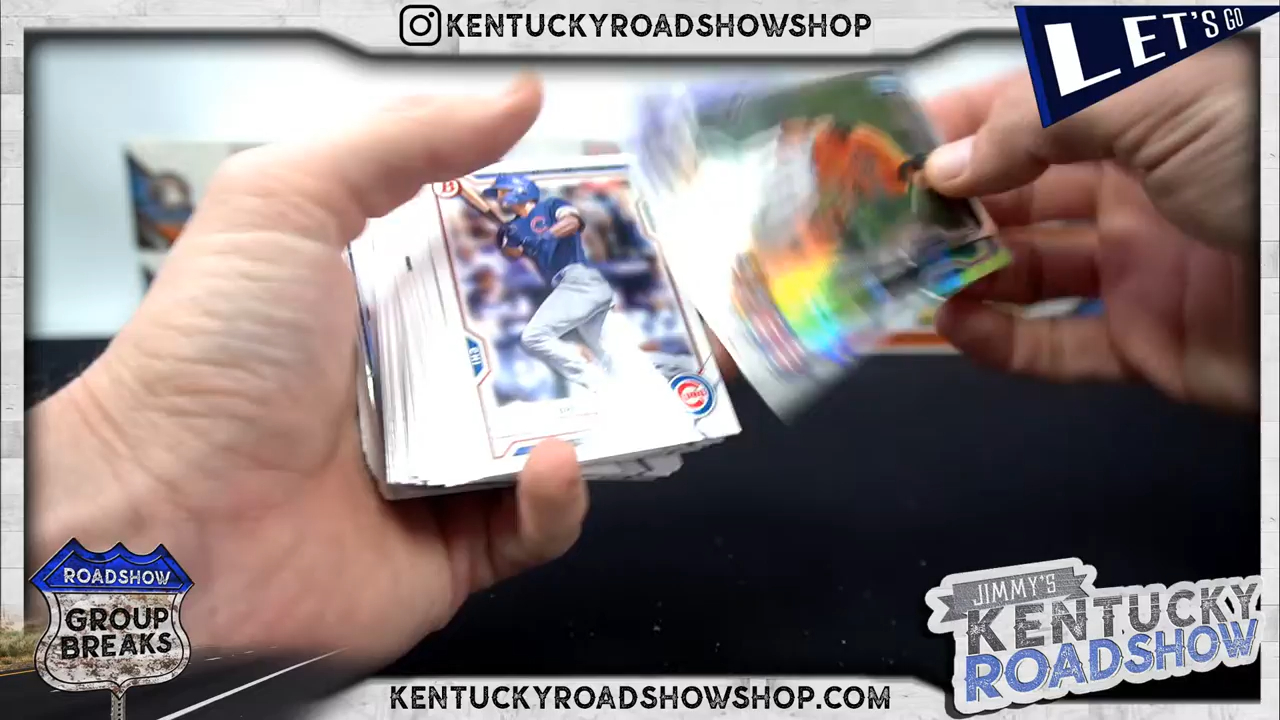 KENTUCKYROADSHOWSHOP
LET'S GO
B
C
ROADSHOW
GROUP
BREAKS
JIMMY'S
KENTUCKY
ROADSHOW
KENTUCKYROADSHOWSHOP.COM